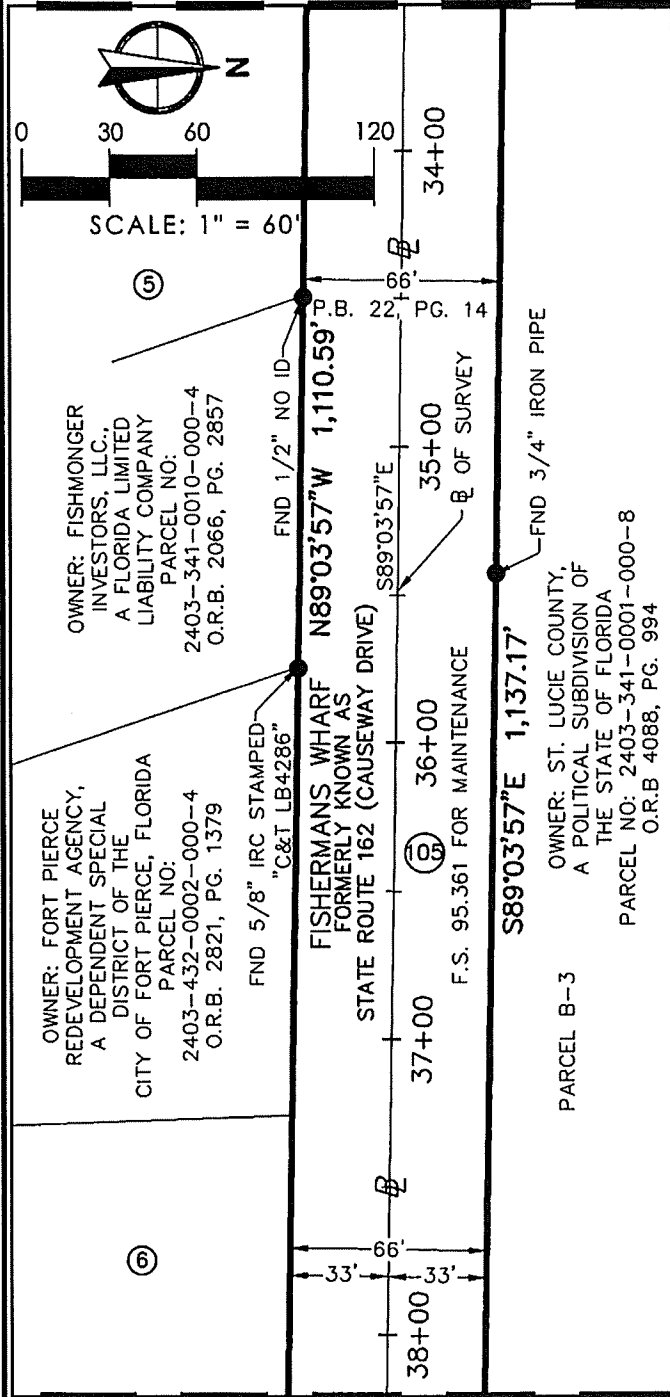 N
0 30 60 120
SCALE: 1" = 60'
5
OWNER: FISHMONGER
INVESTORS, LLC.,
A FLORIDA LIMITED
LIABILITY COMPANY
PARCEL NO:
2403-341-0010-000-4
O.R.B. 2066, PG. 2857
FND 1/2" NO ID
OWNER: FORT PIERCE
REDEVELOPMENT AGENCY,
A DEPENDENT SPECIAL
DISTRICT OF THE
CITY OF FORT PIERCE, FLORIDA
PARCEL NO:
2403-432-0002-000-4
O.R.B. 2821, PG. 1379
FND 5/8" IRC STAMPED
"C&T LB4286"
6
N89°03'57"W 1,110.59'
FISHERMANS WHARF
FORMERLY KNOWN AS
STATE ROUTE 162 (CAUSEWAY DRIVE)
66'
P.B. 22, PG. 14
S89°03'57"E
BL
34+00
35+00
BL OF SURVEY
36+00
105
F.S. 95.361 FOR MAINTENANCE
37+00
BL
66'
33' 33'
38+00
S89°03'57"E 1,137.17'
FND 3/4" IRON PIPE
PARCEL B-3
OWNER: ST. LUCIE COUNTY,
A POLITICAL SUBDIVISION OF
THE STATE OF FLORIDA
PARCEL NO: 2403-341-0001-000-8
O.R.B 4088, PG. 994